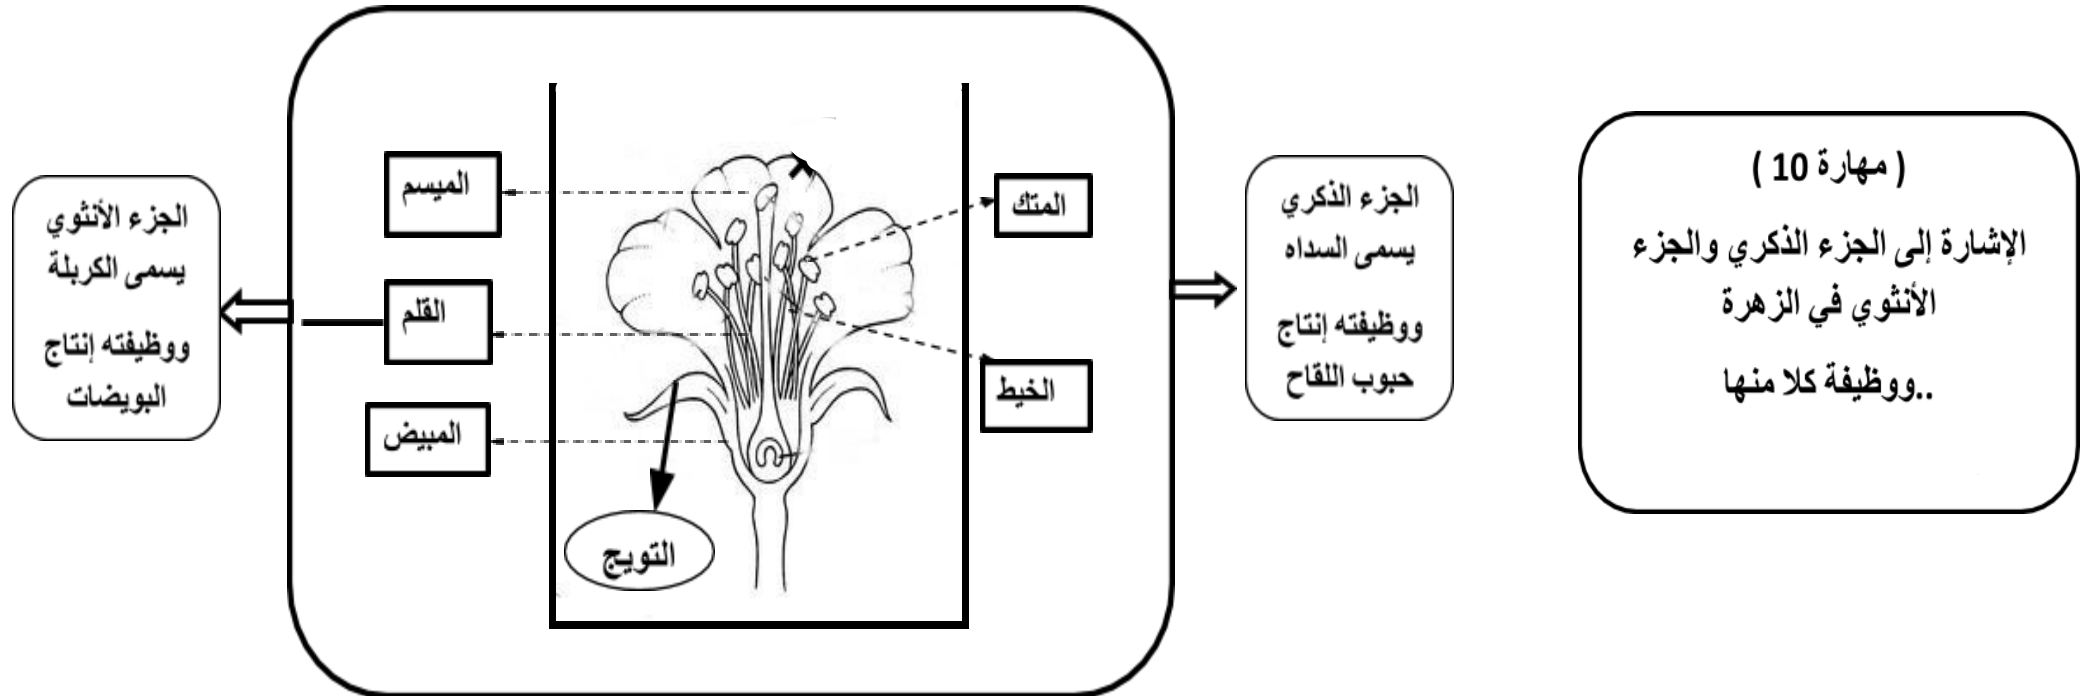 ( مهارة 10 )
الإشارة إلى الجزء الذكري والجزء
الأنثوي في الزهرة
..ووظيفة كلا منها
الجزء الذكري
يسمى السداه
ووظيفته إنتاج
حبوب اللقاح
المتك
الخيط
الميسم
القلم
المبيض
التويج
الجزء الأنثوي
يسمى الكربلة
ووظيفته إنتاج
البويضات